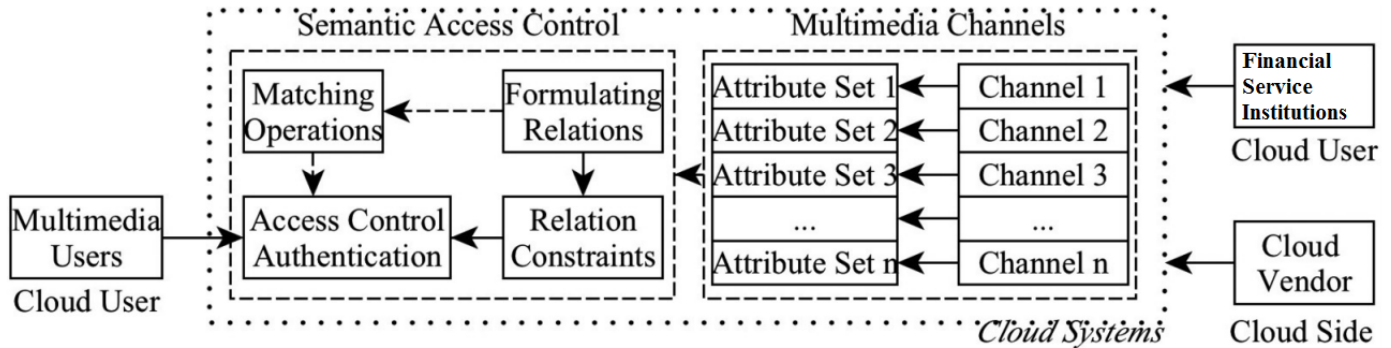 Semantic Access Control
Multimedia Channels
Matching
Operations
Formulating
Relations
Access Control
Authentication
Relation
Constraints
Attribute Set 1
Channel 1
Attribute Set 2
Channel 2
Attribute Set 3
Channel 3
...
...
Attribute Set n
Channel n
Multimedia
Users
Cloud User
Financial
Service
Institutions
Cloud User
Cloud
Vendor
Cloud Side
Cloud Systems